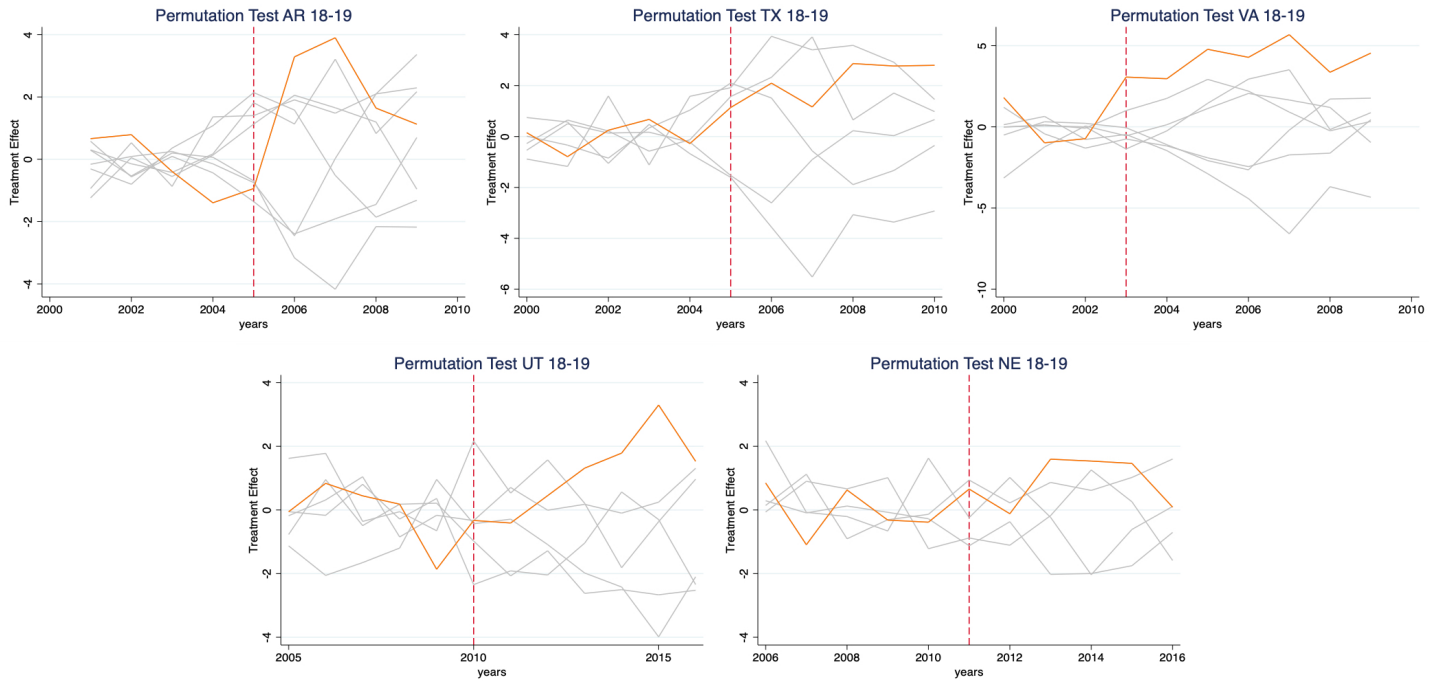 Permutation Test AR 18-19
Treatment Effect
4
2
0
-2
-4
2000 2002 2004 2006 2008 2010
years
Permutation Test TX 18-19
Treatment Effect
4
2
0
-2
-4
-6
2000 2002 2004 2006 2008 2010
years
Permutation Test VA 18-19
Treatment Effect
5
0
-5
-10
2000 2002 2004 2006 2008 2010
years
Permutation Test UT 18-19
Treatment Effect
4
2
0
-2
-4
2005 2010 2015
years
Permutation Test NE 18-19
Treatment Effect
4
2
0
-2
-4
2006 2008 2010 2012 2014 2016
years